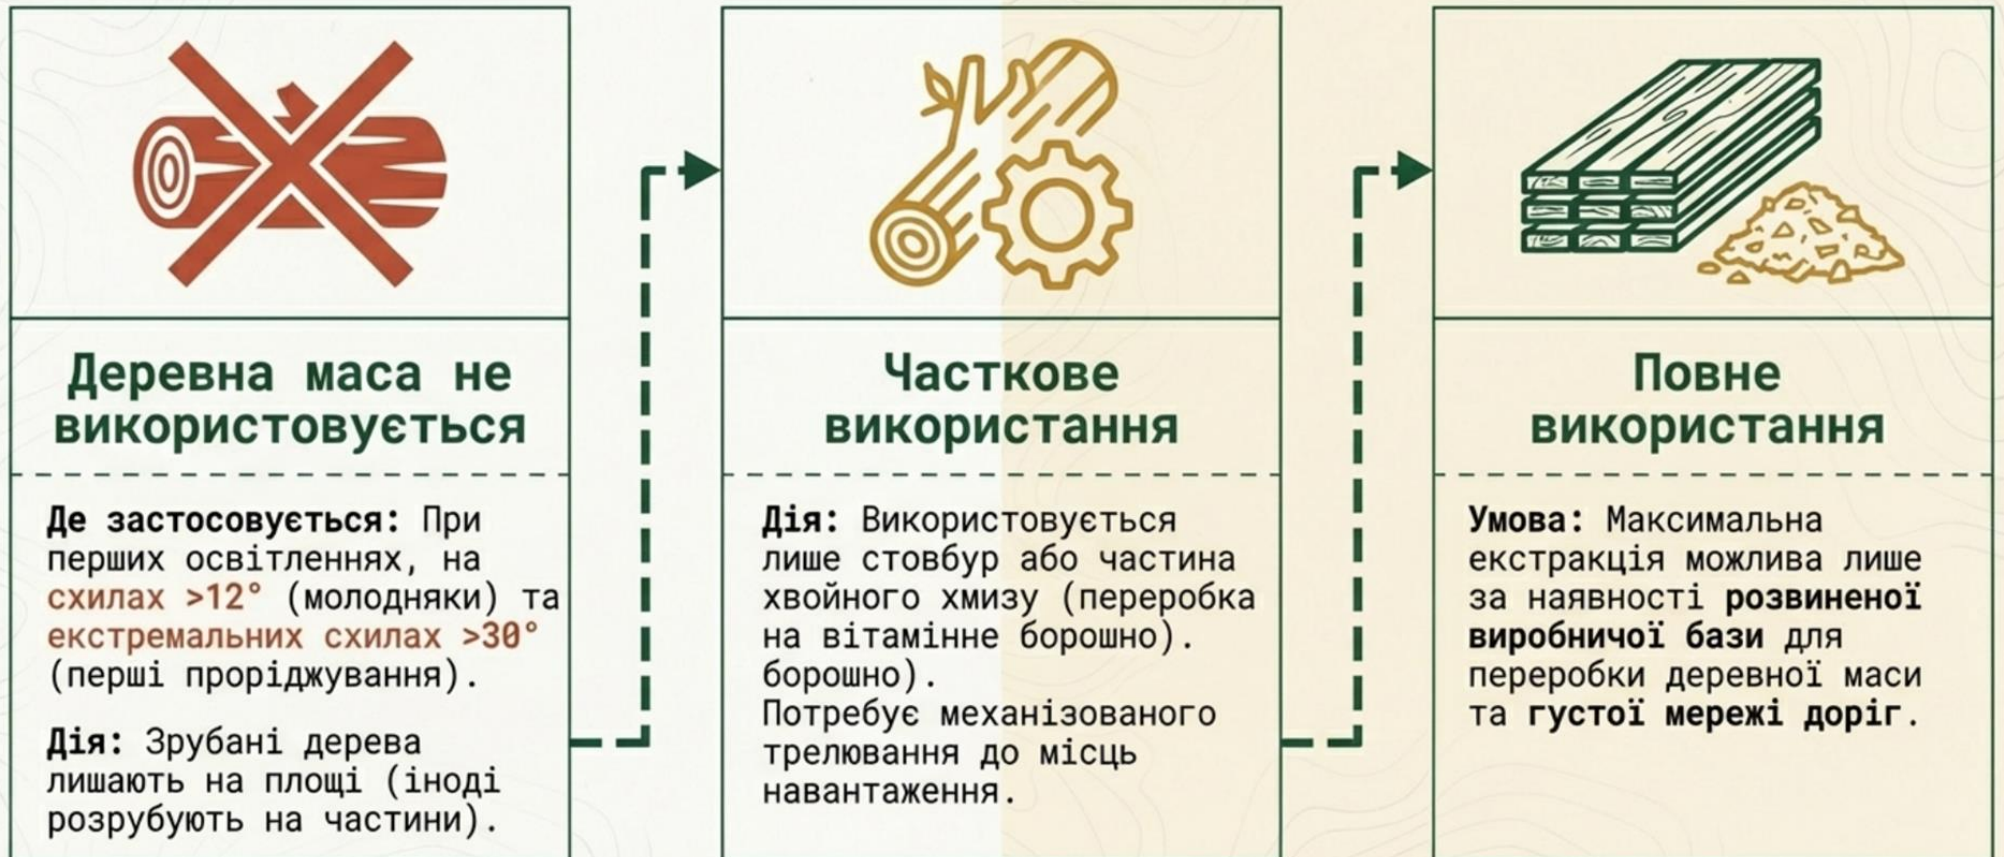 Деревна маса не
використовується
Де застосовується: При
перших освітленнях, на
схилах >12° (молодняки) та
екстремальних схилах >30°
(перші проріджування).
Дія: Зрубані дерева
лишають на площі (іноді
розрубують на частини).
Часткове
використання
Дія: Використовується
лише стовбур або частина
хвойного хмизу (переробка
на вітамінне борошно).
борошно).
Потребує механізованого
трелювання до місць
навантаження.
Повне
використання
Умова: Максимальна
екстракція можлива лише
за наявності розвиненої
виробничої бази для
переробки деревної маси
та густої мережі доріг.